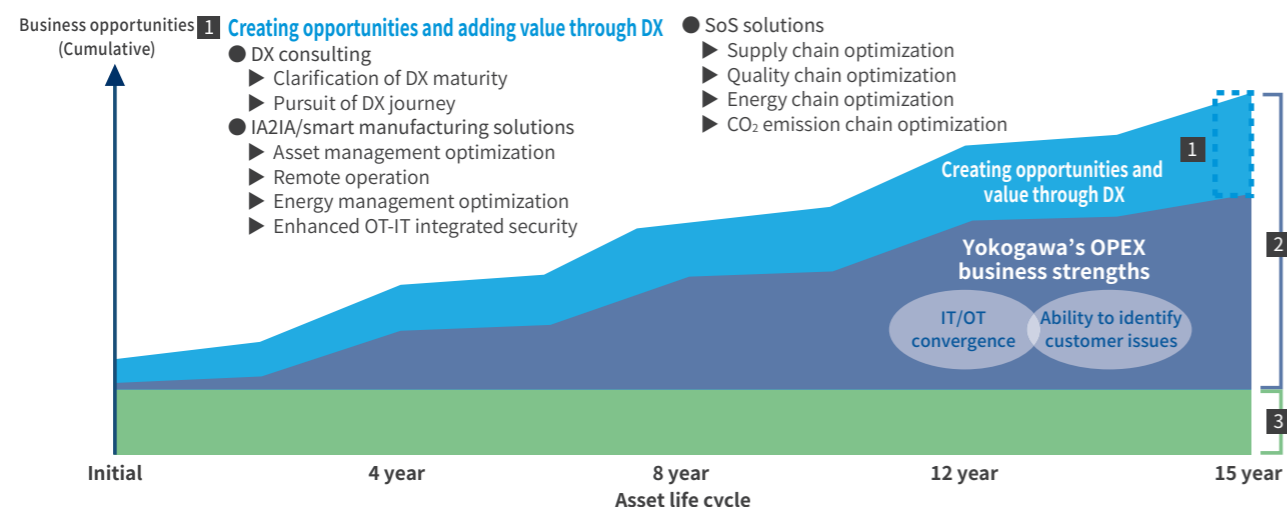 Business opportunities
(Cumulative)
1 Creating opportunities and adding value through DX
● DX consulting
▶ Clarification of DX maturity
▶ Pursuit of DX journey
● IA2IA/smart manufacturing solutions
▶ Asset management optimization
▶ Remote operation
▶ Energy management optimization
▶ Enhanced OT-IT integrated security
● SoS solutions
▶ Supply chain optimization
▶ Quality chain optimization
▶ Energy chain optimization
▶ CO₂ emission chain optimization
1
Creating opportunities and
value through DX
2
Yokogawa's OPEX
business strengths
IT/OT
convergence
Ability to identify
customer issues
3
Initial
4 year
8 year
12 year
15 year
Asset life cycle